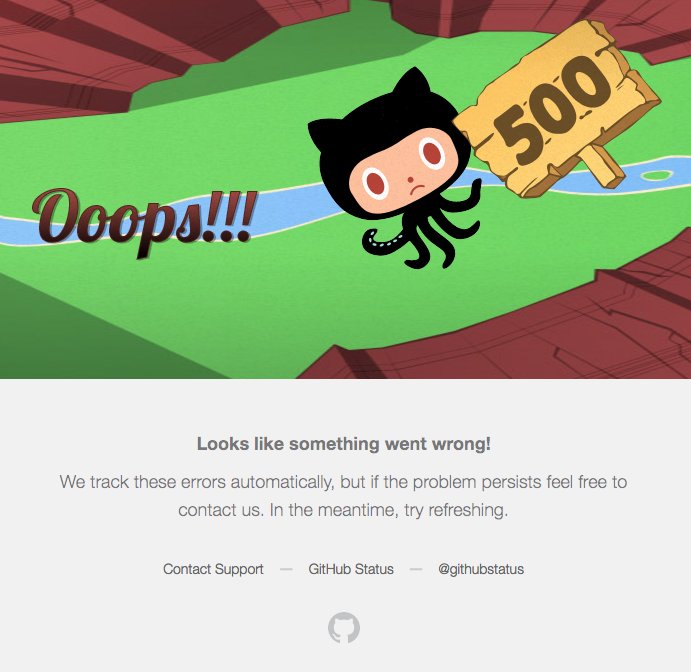 500
Ooops!!!
Looks like something went wrong!
We track these errors automatically, but if the problem persists feel free to
contact us. In the meantime, try refreshing.
Contact Support — GitHub Status — @githubstatus